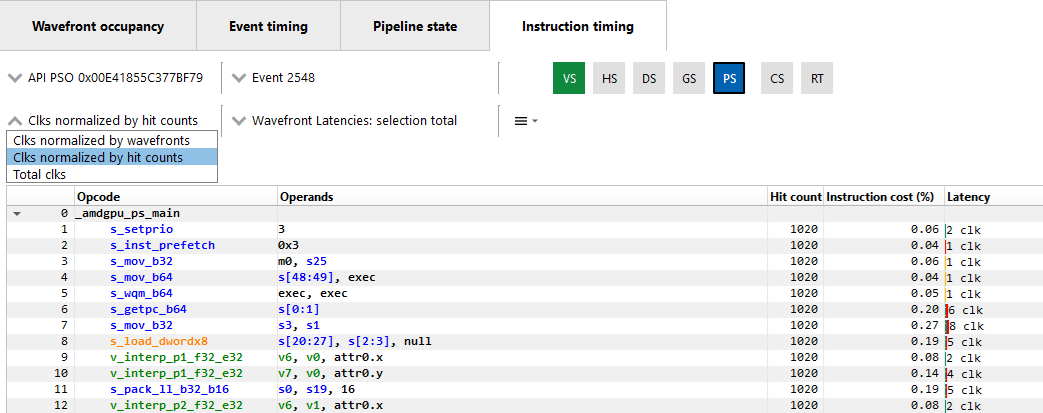 Wavefront occupancy Event timing Pipeline state Instruction timing
API PSO 0x00E41855C377BF79 Event 2548 VS HS DS GS PS CS RT
Clks normalized by hit counts Wavefront Latencies: selection total
Clks normalized by wavefronts
Clks normalized by hit counts
Total clks
Opcode Operands Hit count Instruction cost (%) Latency
0 _amdgpu_ps_main
1 s_setprio 3 1020 0.06 2 clk
2 s_inst_prefetch 0x3 1020 0.04 1 clk
3 s_mov_b32 m0, s25 1020 0.06 1 clk
4 s_mov_b64 s[48:49], exec 1020 0.04 1 clk
5 s_wqm_b64 exec, exec 1020 0.05 1 clk
6 s_getpc_b64 s[0:1] 1020 0.20 6 clk
7 s_mov_b32 s3, s1 1020 0.27 8 clk
8 s_load_dwordx8 s[20:27], s[2:3], null 1020 0.19 5 clk
9 v_interp_p1_f32_e32 v6, v0, attr0.x 1020 0.08 2 clk
10 v_interp_p1_f32_e32 v7, v0, attr0.y 1020 0.14 4 clk
11 s_pack_ll_b32_b16 s0, s19, 16 1020 0.19 5 clk
12 v_interp_p2_f32_e32 v6, v1, attr0.x 1020 0.08 2 clk